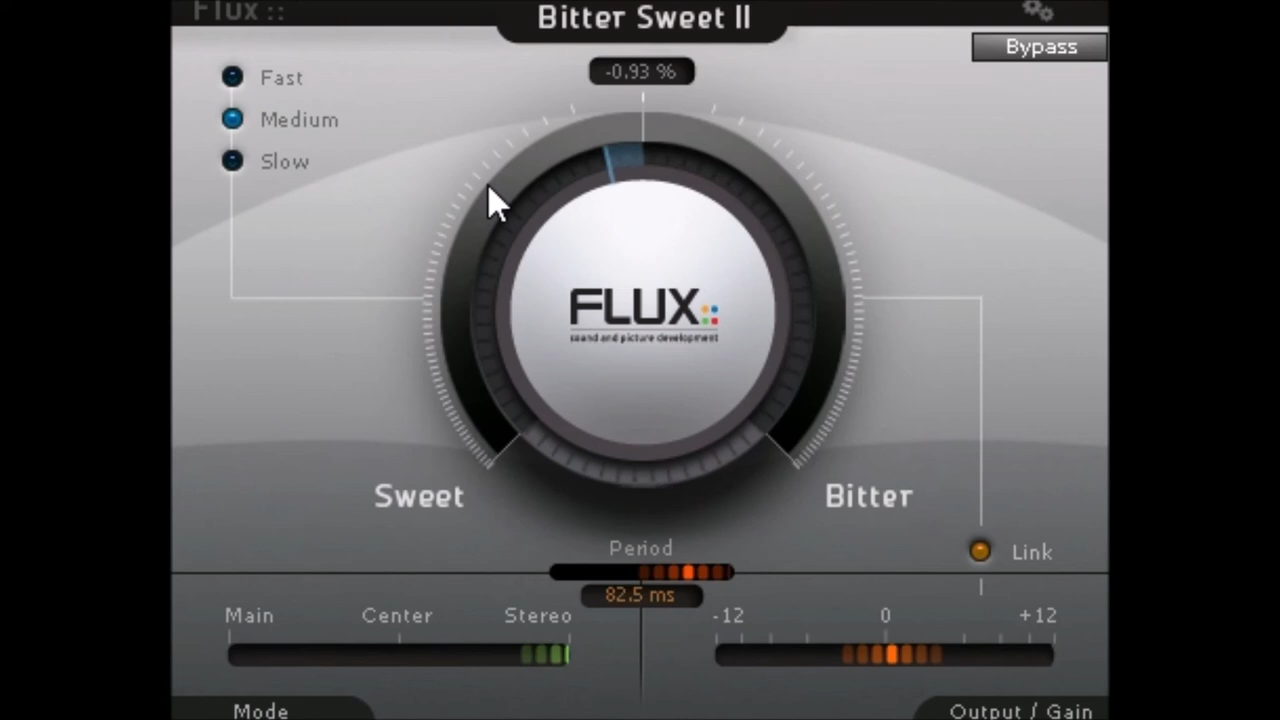 Flux ::
Bitter Sweet II
Bypass
-0.93 %
Fast
Medium
Slow
FLUX::
sound and picture development
Sweet
Bitter
Period
82.5 ms
Link
Main Center Stereo
-12 0 +12
Mode
Output / Gain